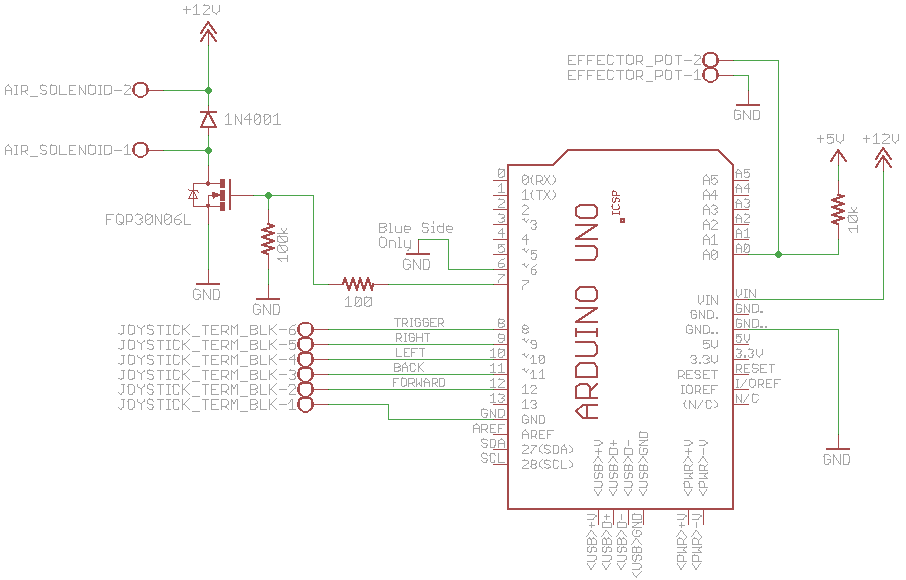 +12V
AIR_SOLENOID-2
1N4001
AIR_SOLENOID-1
FQP30N06L
GND
100k
GND
100
Blue Side
Only
GND
EFFECTOR_POT-2
EFFECTOR_POT-1
GND
+5V
+12V
10k
JOYSTICK_TERM_BLK-6
JOYSTICK_TERM_BLK-5
JOYSTICK_TERM_BLK-4
JOYSTICK_TERM_BLK-3
JOYSTICK_TERM_BLK-2
JOYSTICK_TERM_BLK-1
TRIGGER
RIGHT
LEFT
BACK
FORWARD
0 0(RX)
1 1(TX)
2 2
3 *3
4 4
5 *5
6 *6
7 7
8 8
9 *9
10 *10
11 *11
12 12
13 13
GND GND
AREF AREF
SDA 27(SDA)
SCL 28(SCL)
ARDUINO UNO
ICSP
A5 A5
A4 A4
A3 A3
A2 A2
A1 A1
A0 A0
VIN VIN
GND. GND.
GND.. GND..
5V 5V
3.3V 3.3V
RESET RESET
IOREF I/OREF
(N/C) N/C
GND
<USB>+V
<USB>D+
<USB>D-
<USB>GND
<PWR>+V
<PWR>-V
<USB>+V
<USB>D+
<USB>D-
<USB>GND
<PWR>+V
<PWR>-V